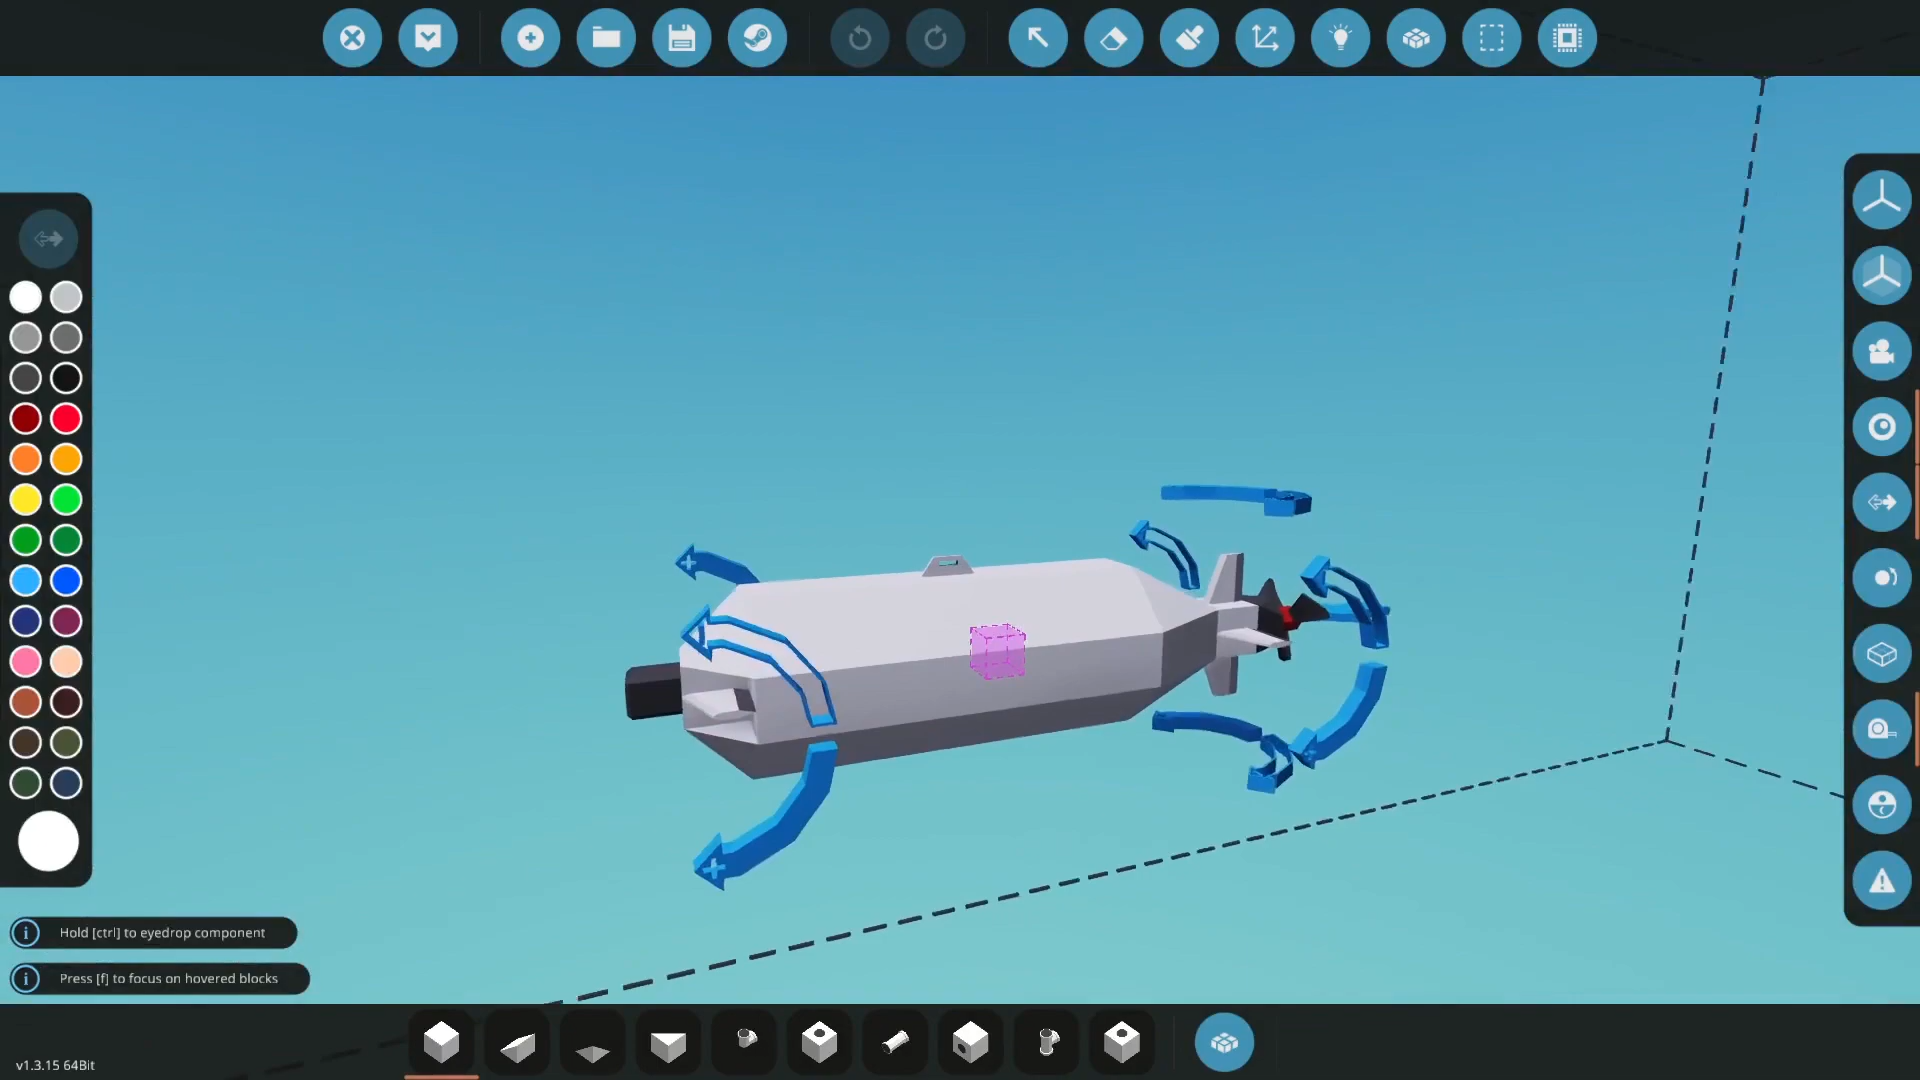 Hold [ctrl] to eyedrop component
Press [f] to focus on hovered blocks
v1.3.15 64Bit